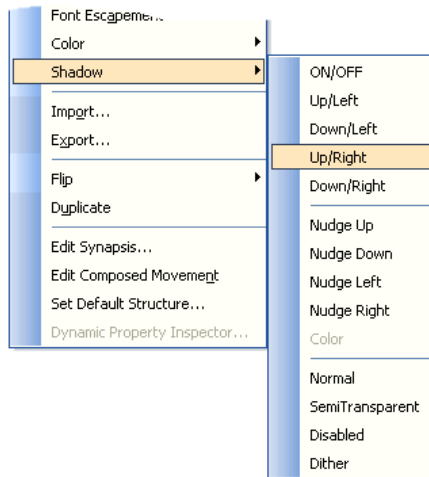 Font
Color
Shadow
Import...
Export...
Flip
Duplicate
Edit Synapsis...
Edit Composed Movement
Set Default Structure...
Dynamic Property Inspector...
ON/OFF
Up/Left
Down/Left
Up/Right
Down/Right
Nudge Up
Nudge Down
Nudge Left
Nudge Right
Color
Normal
SemiTransparent
Disabled
Dither